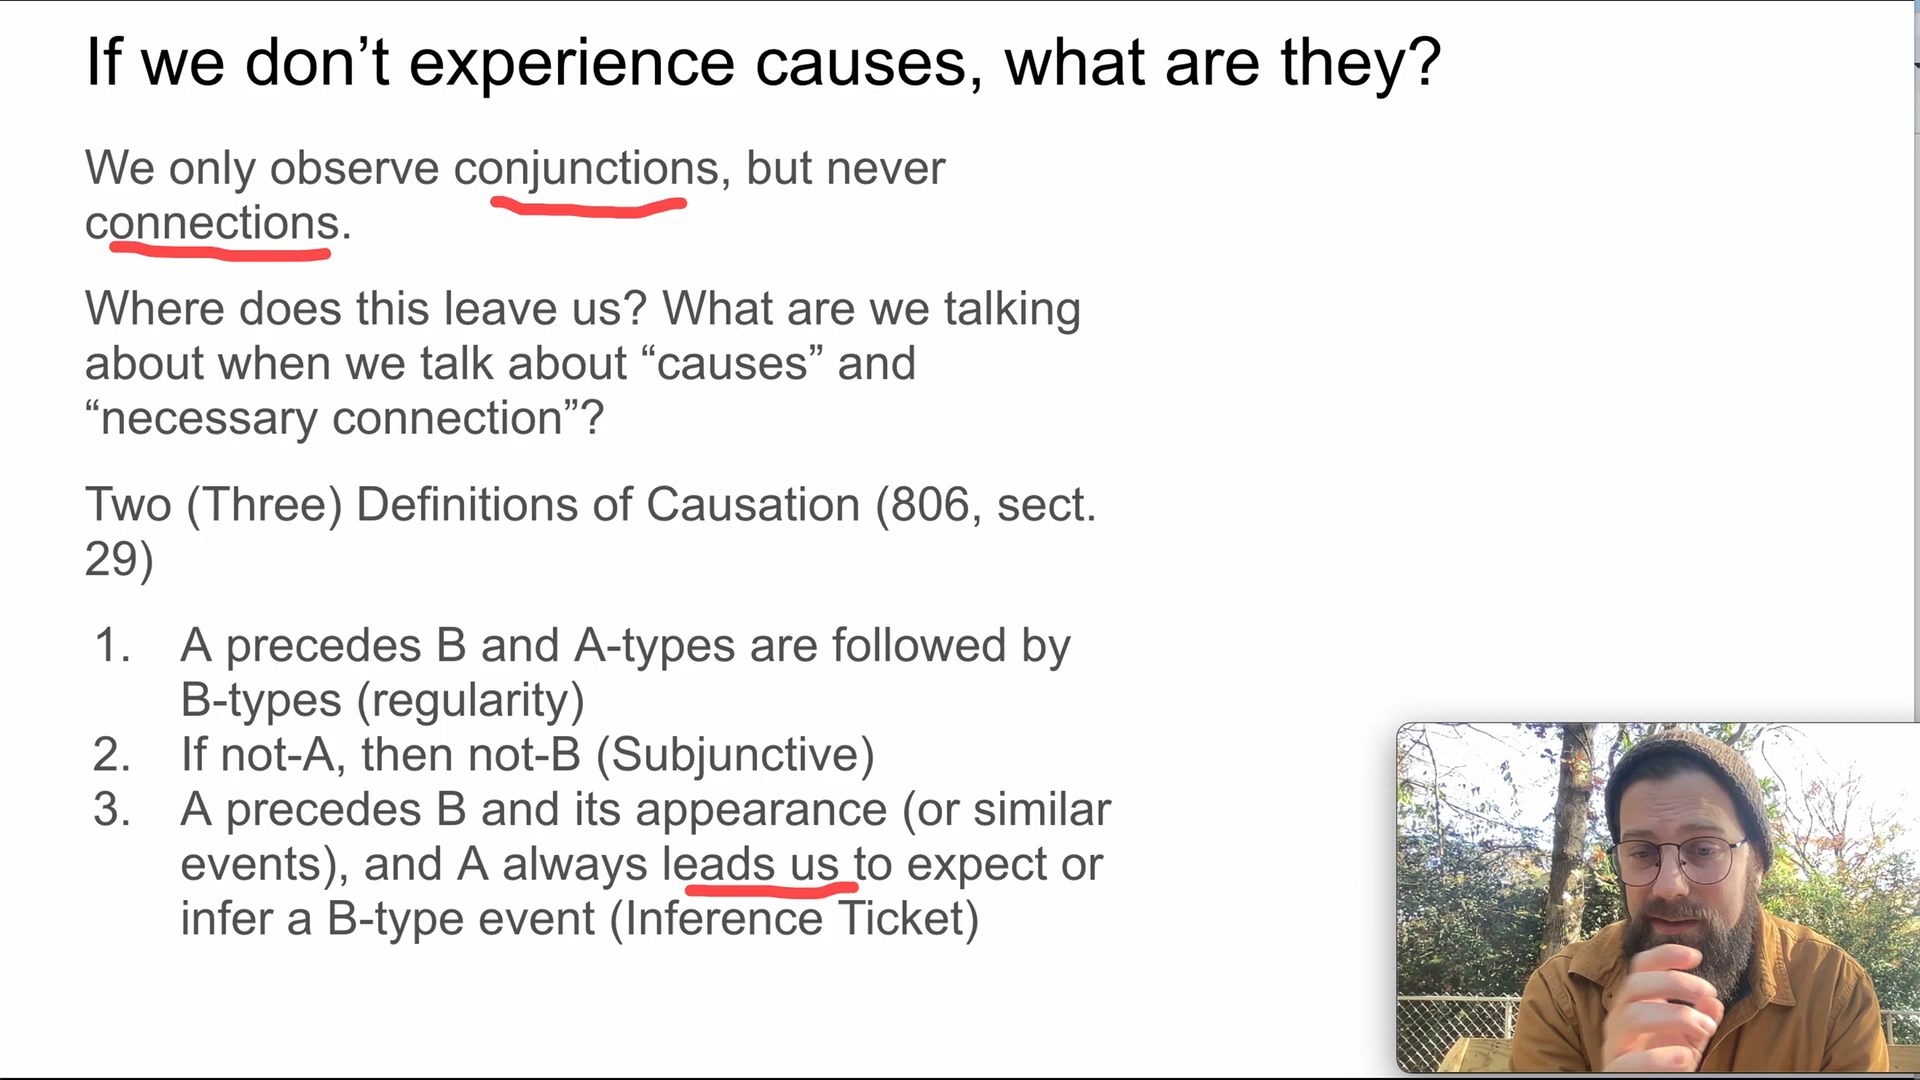 If we don’t experience causes, what are they?
We only observe conjunctions, but never
connections.
Where does this leave us? What are we talking
about when we talk about “causes” and
“necessary connection”?
Two (Three) Definitions of Causation (806, sect.
29)
1. A precedes B and A-types are followed by
B-types (regularity)
2. If not-A, then not-B (Subjunctive)
3. A precedes B and its appearance (or similar
events), and A always leads us to expect or
infer a B-type event (Inference Ticket)